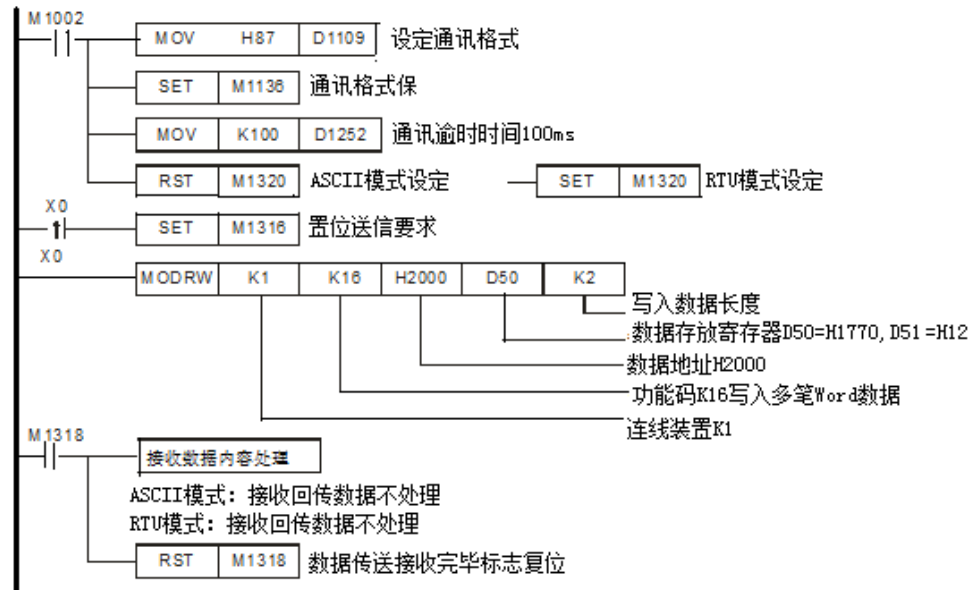 M1002
MOV H87 D1109 设定通讯格式
SET M1136 通讯格式保
MOV K100 D1252 通讯逾时时间100ms
RST M1320 ASCII模式设定 SET M1320 RTU模式设定
X0
SET M1316 置位送信要求
X0
MODRW K1 K16 H2000 D50 K2
写入数据长度
数据存放寄存器D50=H1770,D51=H12
数据地址H2000
功能码K16写入多笔Word数据
连线装置K1
M1318
接收数据内容处理
ASCII模式: 接收回传数据不处理
RTU模式: 接收回传数据不处理
RST M1318 数据传送接收完毕标志复位